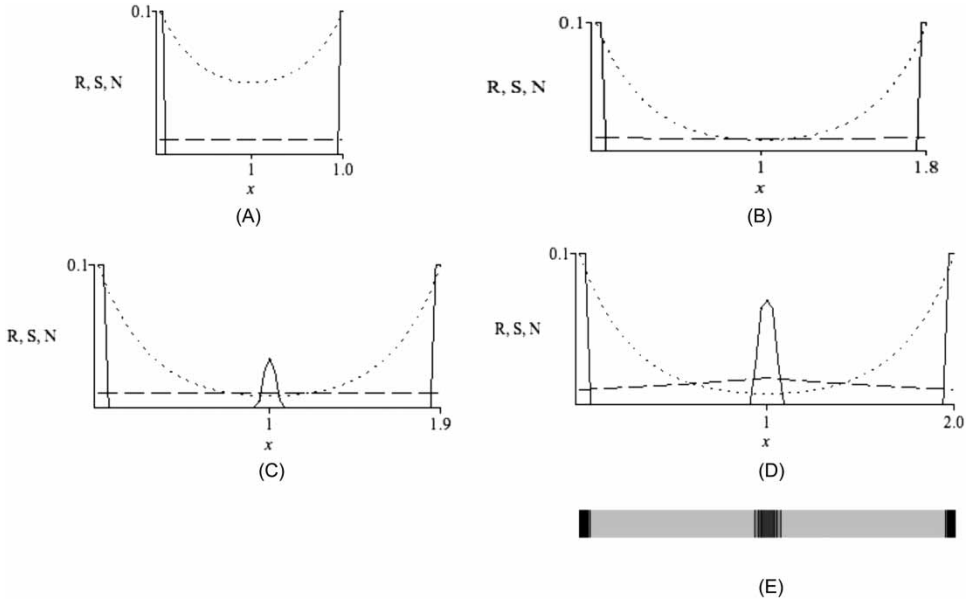 0.1
R, S, N
1
1.0
x
(A)
0.1
R, S, N
1
1.8
x
(B)
0.1
R, S, N
1
1.9
x
(C)
0.1
R, S, N
1
2.0
x
(D)
(E)